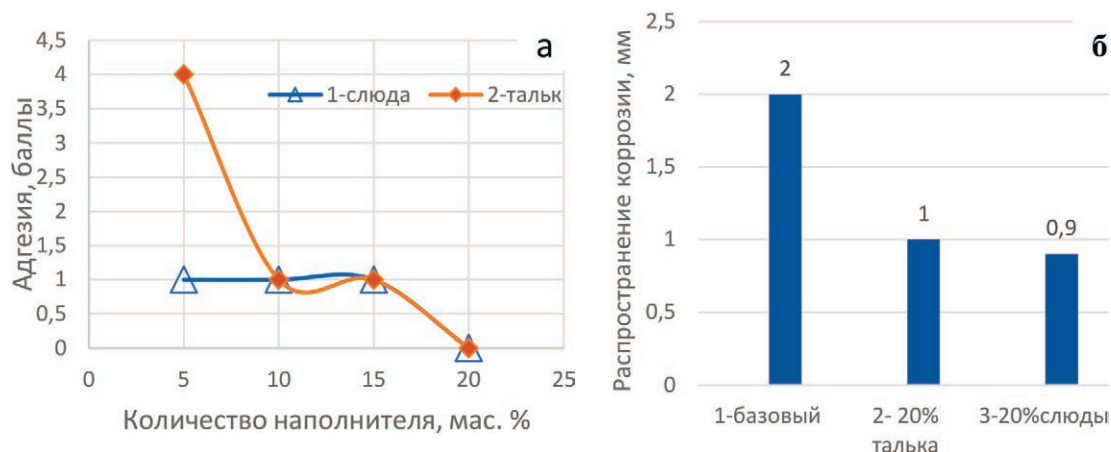 а
4,5
4
3,5
3
2,5
2
1,5
1
0,5
0
Адгезия, баллы
1-слюда 2-тальк
0 5 10 15 20 25
Количество наполнителя, мас. %
б
2,5
2
1,5
1
0,5
0
Распространение коррозии, мм
2
1
0,9
1-базовый 2- 20% 3-20%слюды
талька